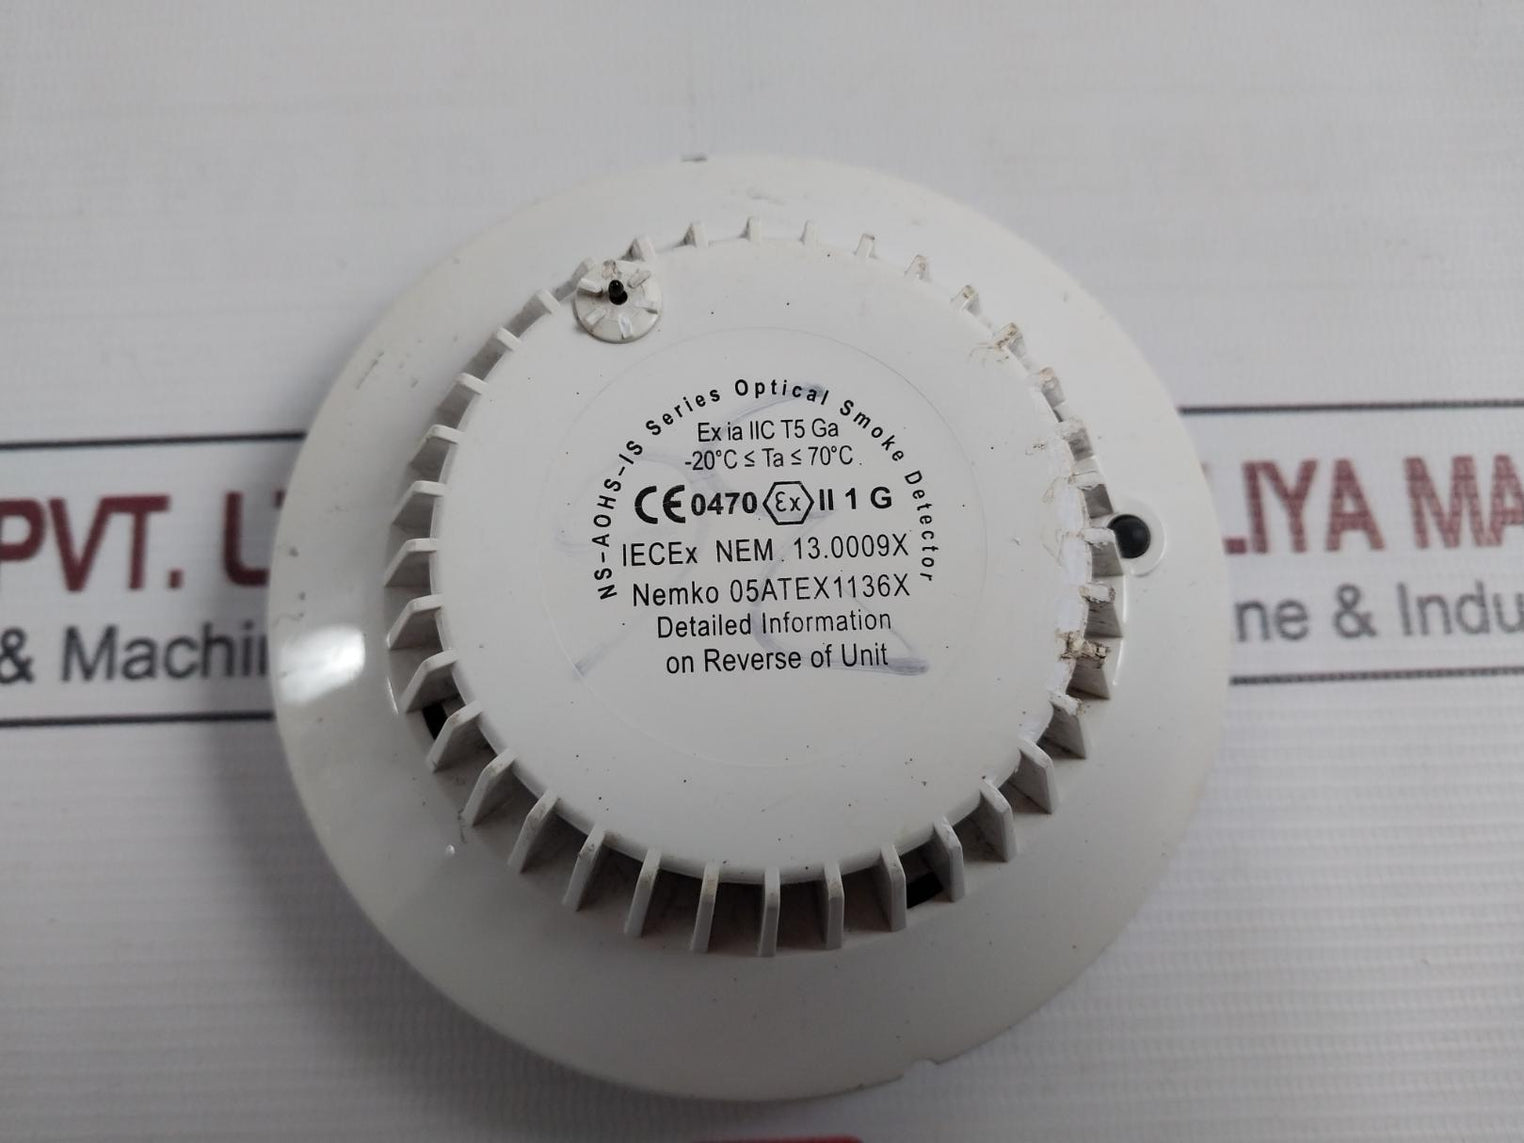 NS-AOHS-IS Series Optical Smoke Detector
Ex ia IIC T5 Ga
-20°C ≤ Ta ≤ 70°C
CE 0470 Ex II 1 G
IECEx NEM 13.0009X
Nemko 05ATEX1136X
Detailed Information
on Reverse of Unit
PVT.
LIYA MA
& Machin
ne & Indu